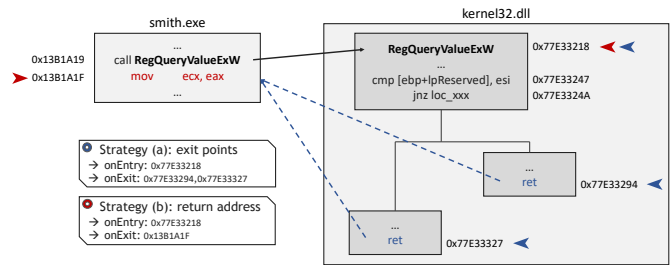 smith.exe
kernel32.dll
...
0x13B1A19
call RegQueryValueExW
0x13B1A1F
mov ecx, eax
...
RegQueryValueExW
0x77E33218
...
cmp [ebp+lpReserved], esi
0x77E33247
jnz loc_xxx
0x77E3324A
Strategy (a): exit points
→ onEntry: 0x77E33218
→ onExit: 0x77E33294,0x77E33327
...
ret
0x77E33294
Strategy (b): return address
→ onEntry: 0x77E33218
→ onExit: 0x13B1A1F
...
ret
0x77E33327